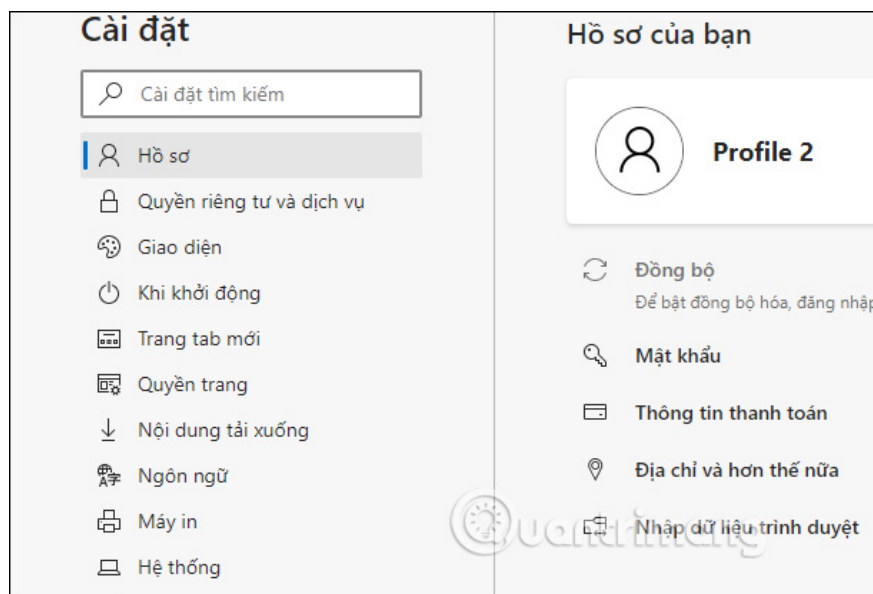 Cài đặt
Cài đặt tìm kiếm
Hồ sơ
Quyền riêng tư và dịch vụ
Giao diện
Khi khởi động
Trang tab mới
Quyền trang
Nội dung tải xuống
Ngôn ngữ
Máy in
Hệ thống
Hồ sơ của bạn
Profile 2
Đồng bộ
Để bật đồng bộ hóa, đăng nhập
Mật khẩu
Thông tin thanh toán
Địa chỉ và hơn thế nữa
Nhập dữ liệu trình duyệt
Quantrimang